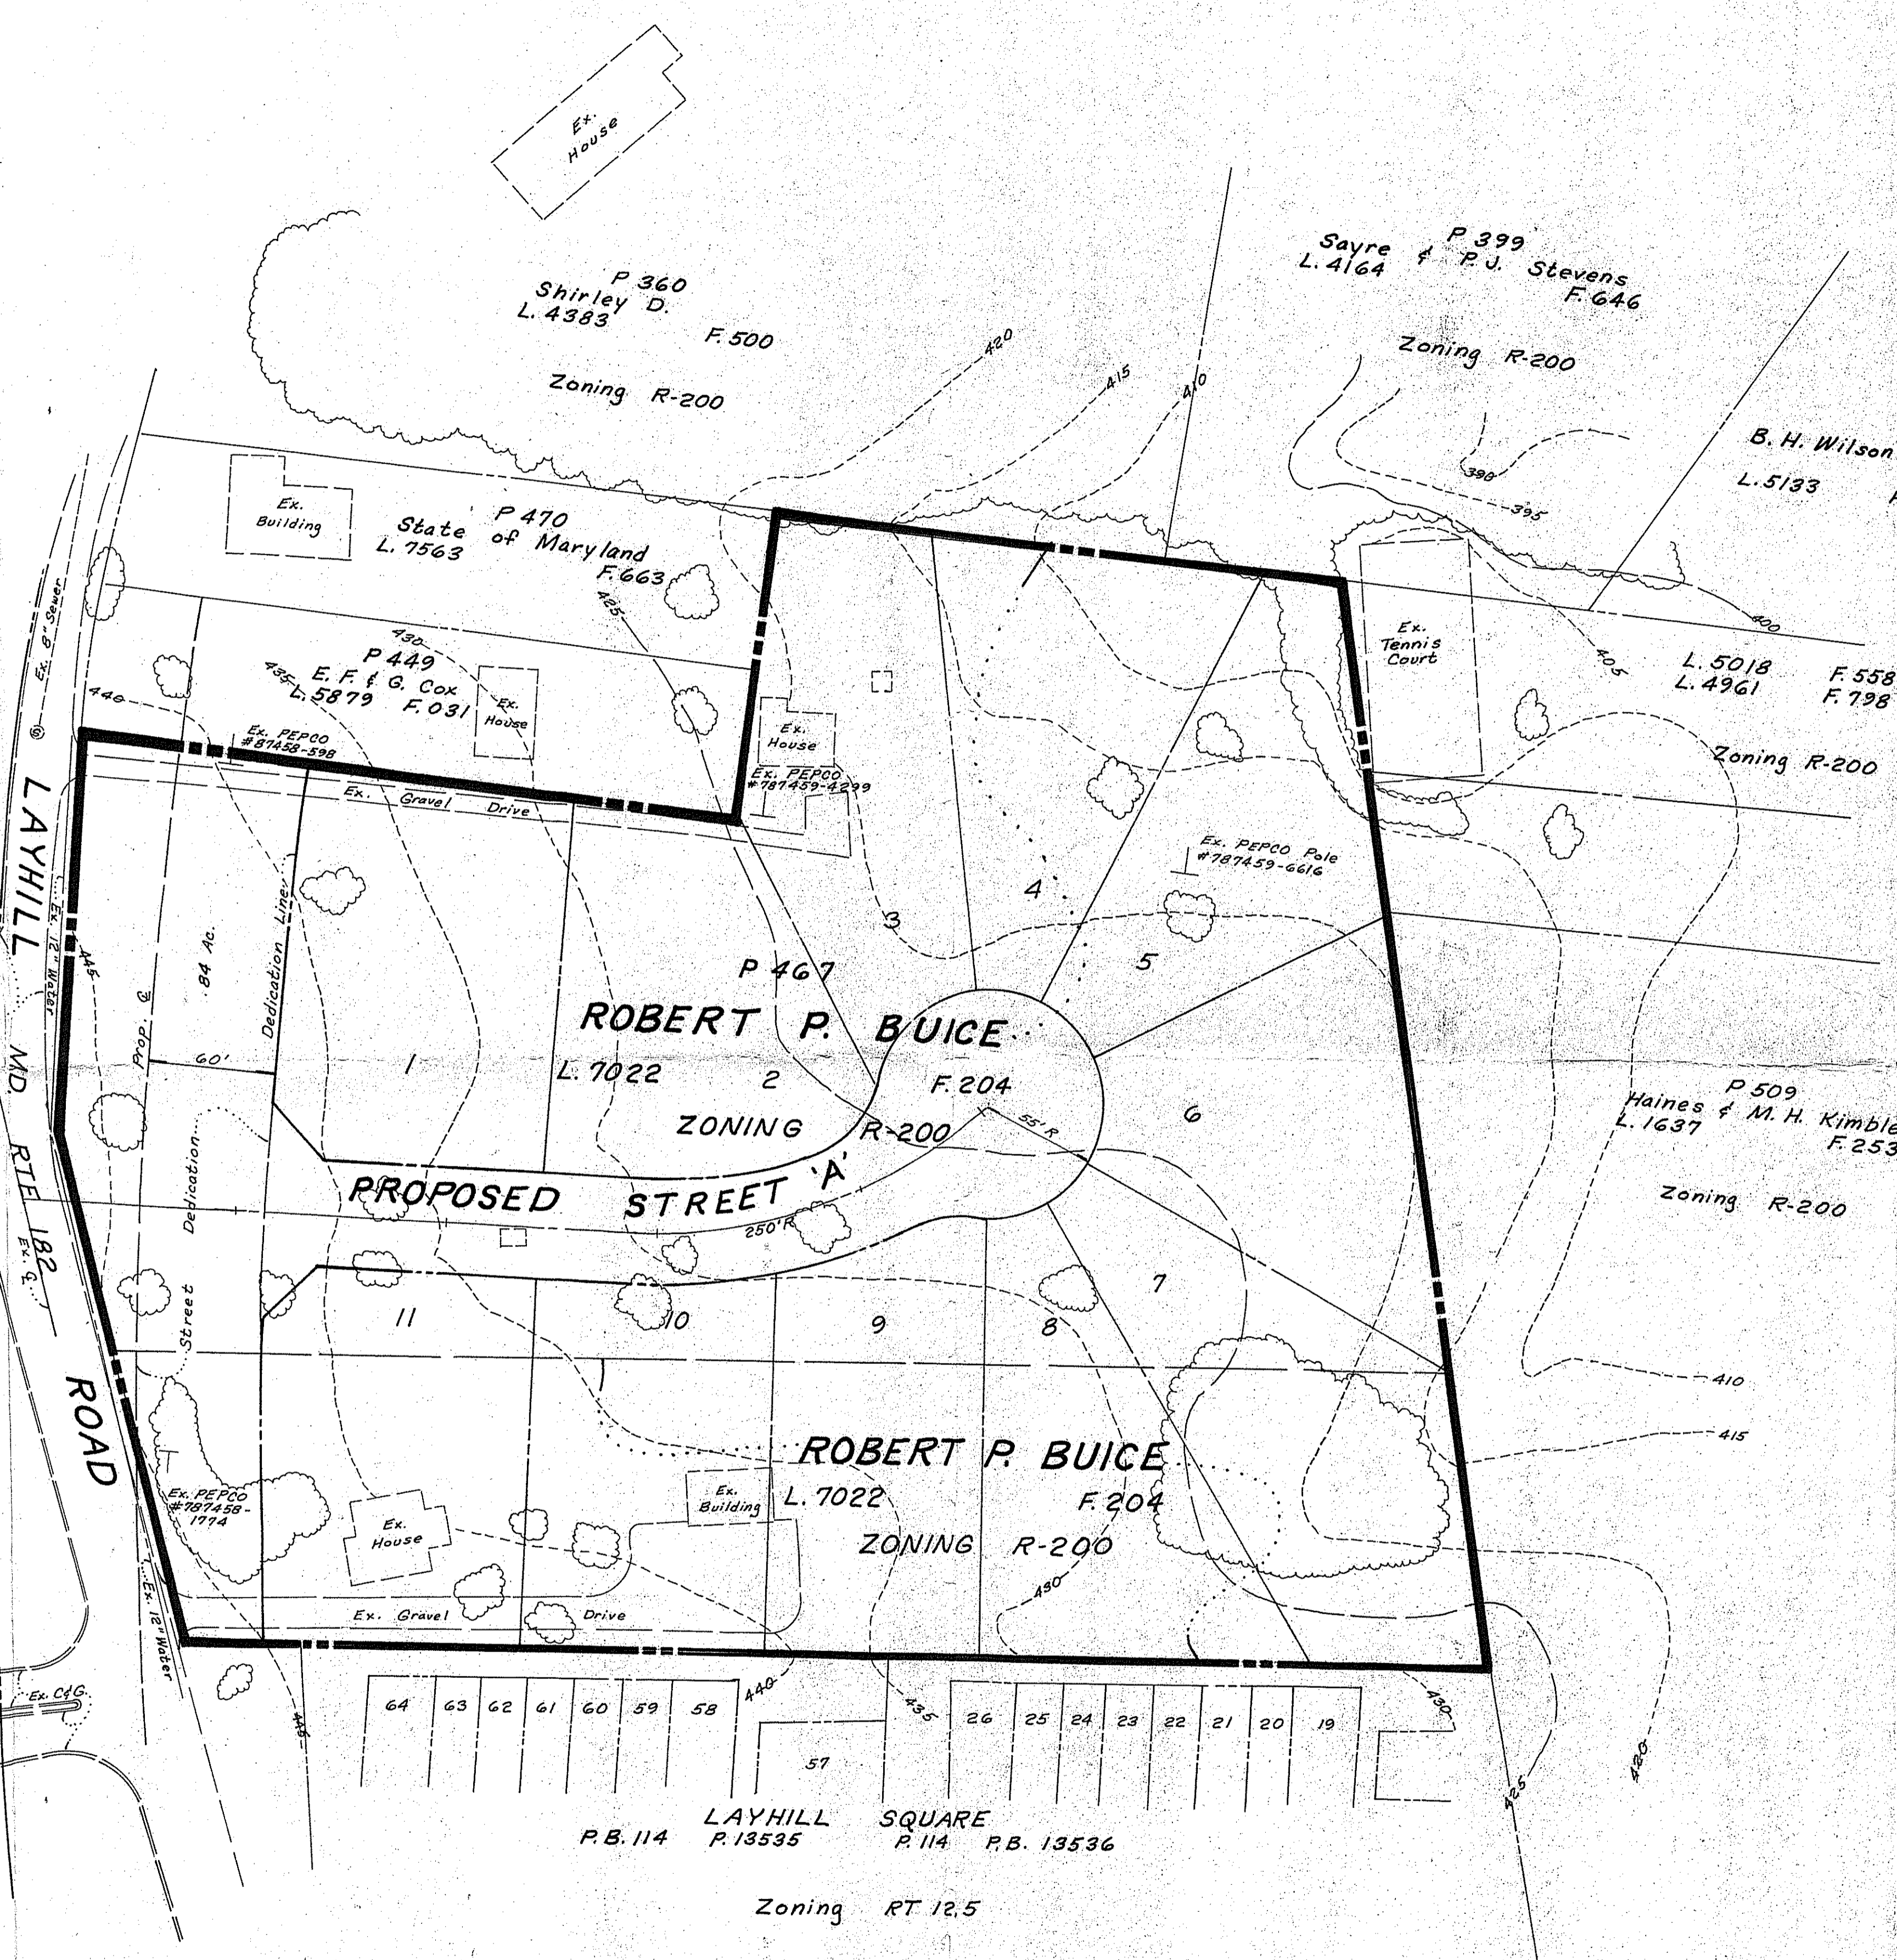 Ex.
House
P 360
Shirley D.
L. 4383
F. 500
Zoning R-200
P 399
Sayre & P.J. Stevens
L. 4164
F. 646
Zoning R-200
B. H. Wilson
L. 5133
420
415
410
390
395
400
405
Ex.
Building
P 470
State of Maryland
L. 7563
F. 663
425
430
P 449
E. F. & G. Cox
L. 5879 F. 031
435
440
Ex.
House
Ex. PEPCO
#87458-598
Ex. 8" Sewer
Ex.
House
Ex. PEPCO
#787459-4299
Ex.
Tennis
Court
L. 5018 F. 558
L. 4961 F. 798
Zoning R-200
Ex. Gravel Drive
LAYHILL
MD. RTE 182
ROAD
Ex. 12" Water
445
Prop. ₵
.84 Ac.
Dedication Line
60'
Street Dedication
Ex. ₵
Ex. PEPCO Pole
#787459-6616
1
2
3
4
5
6
7
8
9
10
11
P 467
ROBERT P. BUICE
L. 7022
F. 204
ZONING R-200
55' R
PROPOSED STREET 'A'
250' R
P 509
Haines & M. H. Kimble
L. 1637
F. 253
Zoning R-200
410
415
ROBERT P. BUICE
L. 7022
F. 204
ZONING R-200
Ex.
Building
Ex. PEPCO
#787458-
1774
Ex.
House
430
Ex. Gravel Drive
Ex. 12" Water
Ex. C&G.
445
440
435
430
425
420
64
63
62
61
60
59
58
57
26
25
24
23
22
21
20
19
LAYHILL SQUARE
P.B. 114 P. 13535 P. 114 P.B. 13536
Zoning RT 12.5